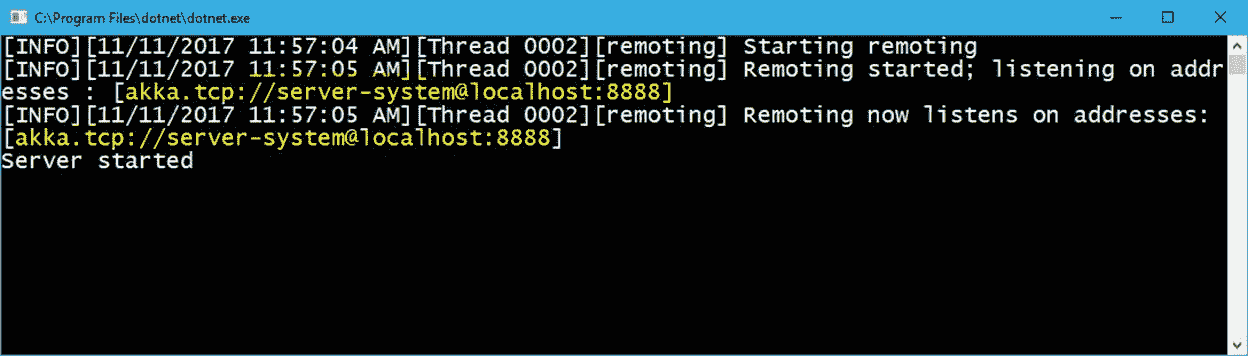 C:\Program Files\dotnet\dotnet.exe
[INFO][11/11/2017 11:57:04 AM][Thread 0002][remoting] Starting remoting
[INFO][11/11/2017 11:57:05 AM][Thread 0002][remoting] Remoting started; listening on addr
esses : [akka.tcp://server-system@localhost:8888]
[INFO][11/11/2017 11:57:05 AM][Thread 0002][remoting] Remoting now listens on addresses:
[akka.tcp://server-system@localhost:8888]
Server started